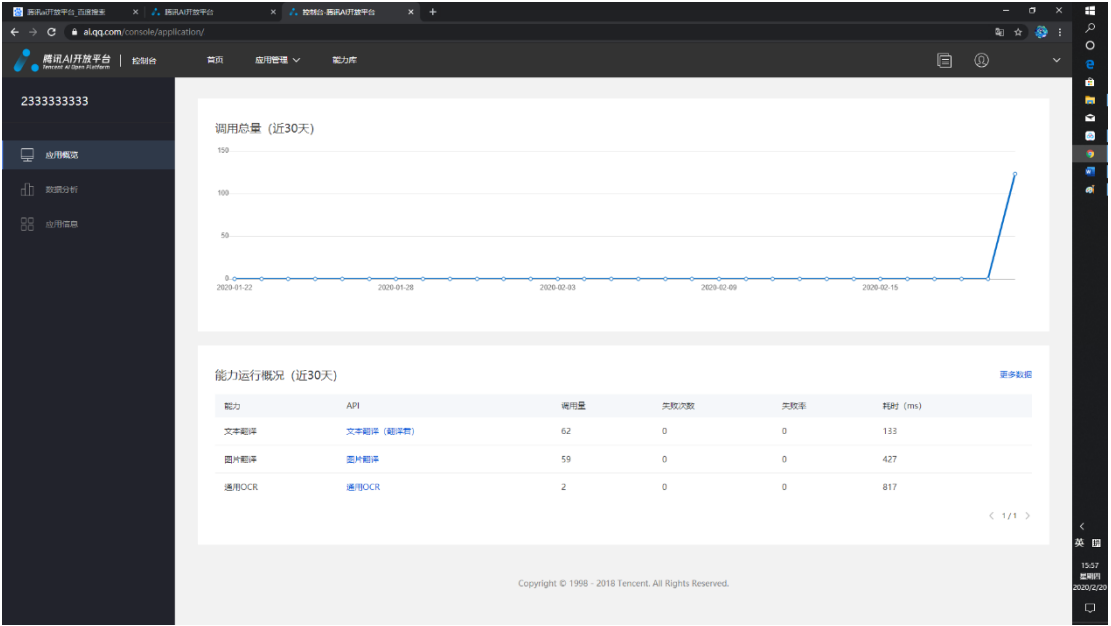 腾讯ai开放平台_百度搜索
腾讯AI开放平台
控制台-腾讯AI开放平台
ai.qq.com/console/application/
腾讯AI开放平台 控制台 首页 应用管理 能力库
Tencent AI Open Platform
2333333333
应用概览
数据分析
应用信息
调用总量（近30天）
150
100
50
0
2020-01-22 2020-01-28 2020-02-03 2020-02-09 2020-02-15
能力运行概况（近30天） 更多数据
能力 API 调用量 失败次数 失败率 耗时（ms）
文本翻译 文本翻译（翻译君） 62 0 0 133
图片翻译 图片翻译 59 0 0 427
通用OCR 通用OCR 2 0 0 817
1 / 1
Copyright © 1998 - 2018 Tencent. All Rights Reserved.
英
15:57
星期四
2020/2/20